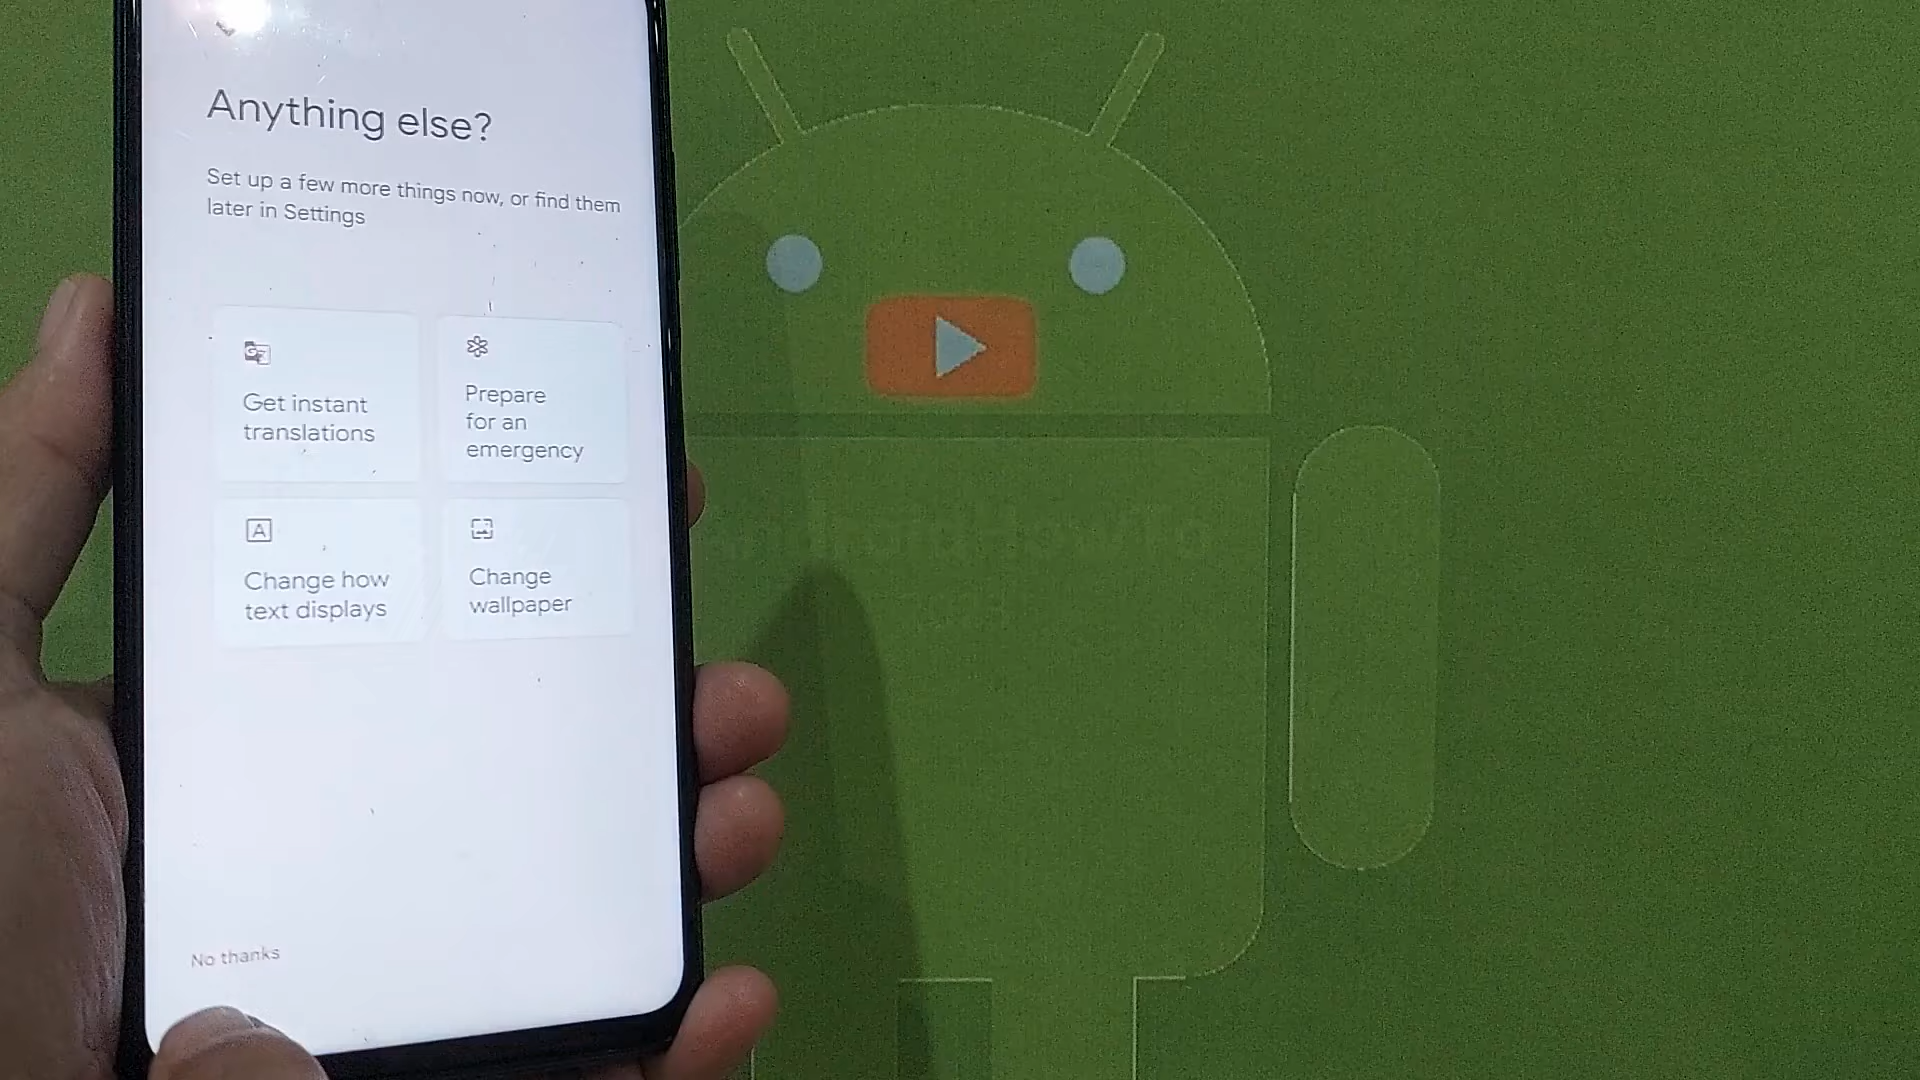 Anything else?
Set up a few more things now, or find them
later in Settings
Get instant
translations
Prepare
for an
emergency
Change how
text displays
Change
wallpaper
No thanks